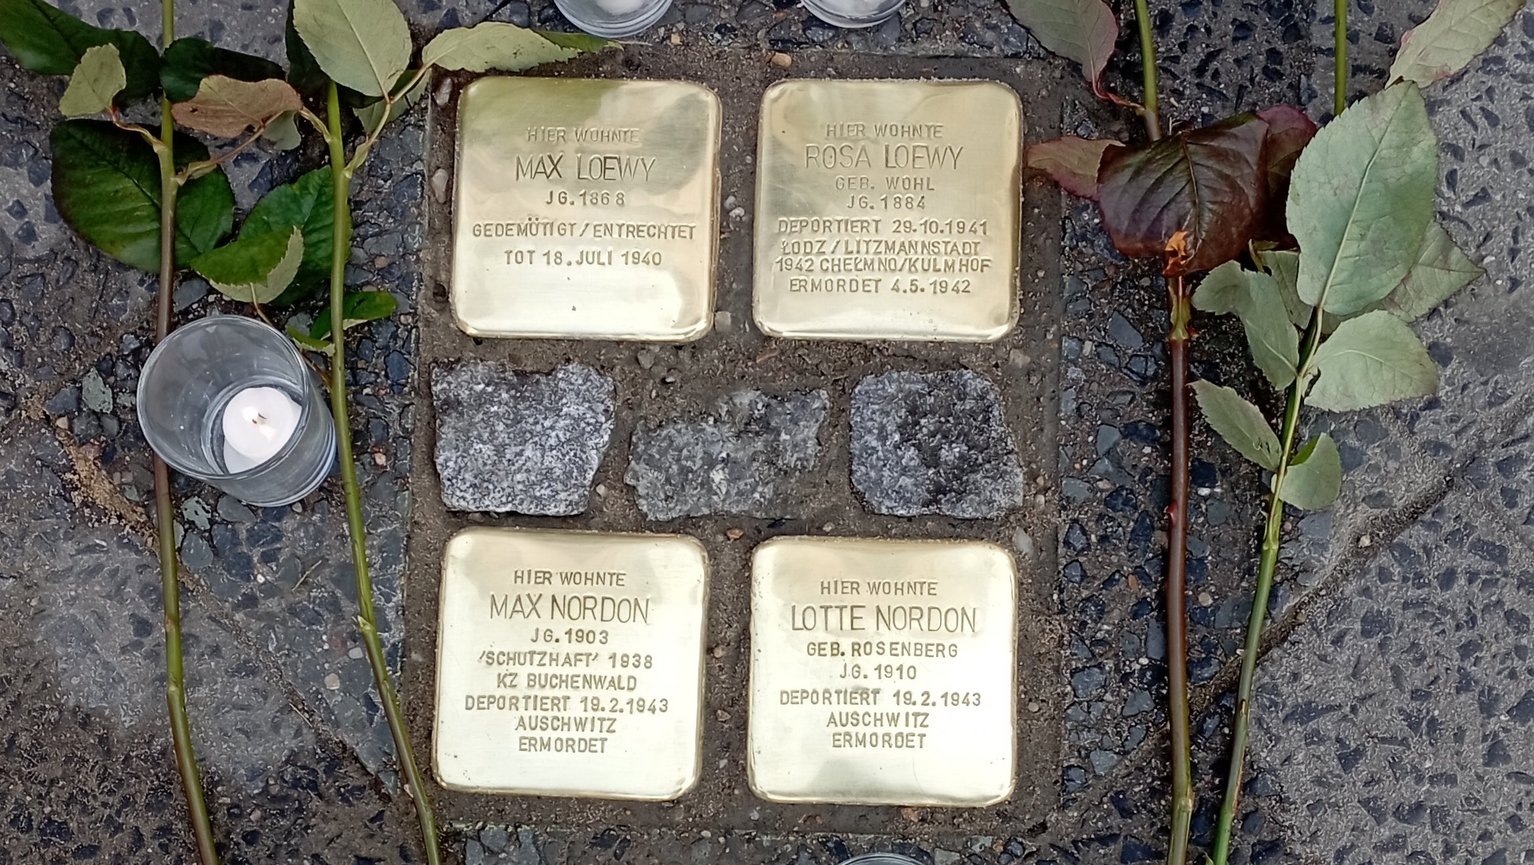 HIER WOHNTE
MAX LOEWY
JG. 1868
GEDEMÜTIGT/ENTRECHTET
TOT 18. JULI 1940
HIER WOHNTE
ROSA LOEWY
GEB. WOHL
JG. 1884
DEPORTIERT 29.10.1941
ŁODZ/LITZMANNSTADT
1942 CHEŁMNO/KULMHOF
ERMORDET 4.5.1942
HIER WOHNTE
MAX NORDON
JG. 1903
'SCHUTZHAFT' 1938
KZ BUCHENWALD
DEPORTIERT 19.2.1943
AUSCHWITZ
ERMORDET
HIER WOHNTE
LOTTE NORDON
GEB. ROSENBERG
JG. 1910
DEPORTIERT 19.2.1943
AUSCHWITZ
ERMORDET